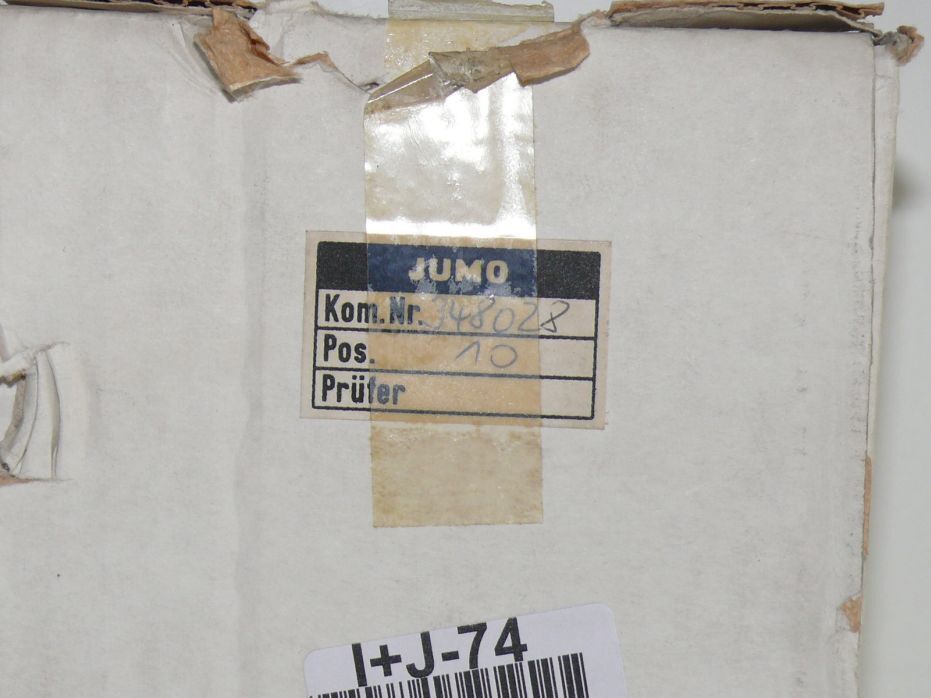 JUMO
Kom.Nr. 348028
Pos. 10
Prüfer
I+J-74